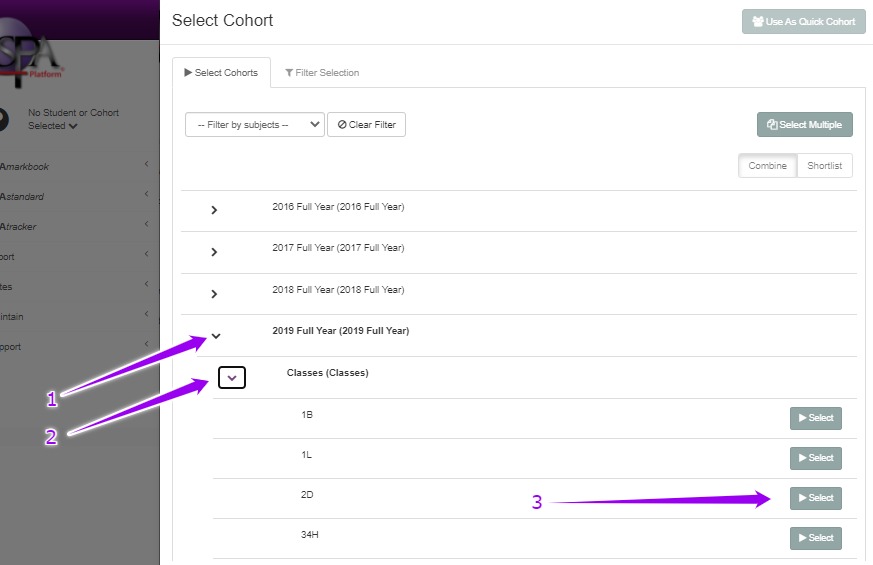 Select Cohort
Use As Quick Cohort
SPA
Platform
Select Cohorts
Filter Selection
No Student or Cohort
Selected
-- Filter by subjects --
Clear Filter
Select Multiple
Combine
Shortlist
Amarkbook
Astandard
Atracker
port
tes
intain
pport
2016 Full Year (2016 Full Year)
2017 Full Year (2017 Full Year)
2018 Full Year (2018 Full Year)
2019 Full Year (2019 Full Year)
1
Classes (Classes)
2
1B
Select
1L
Select
2D
3
Select
34H
Select